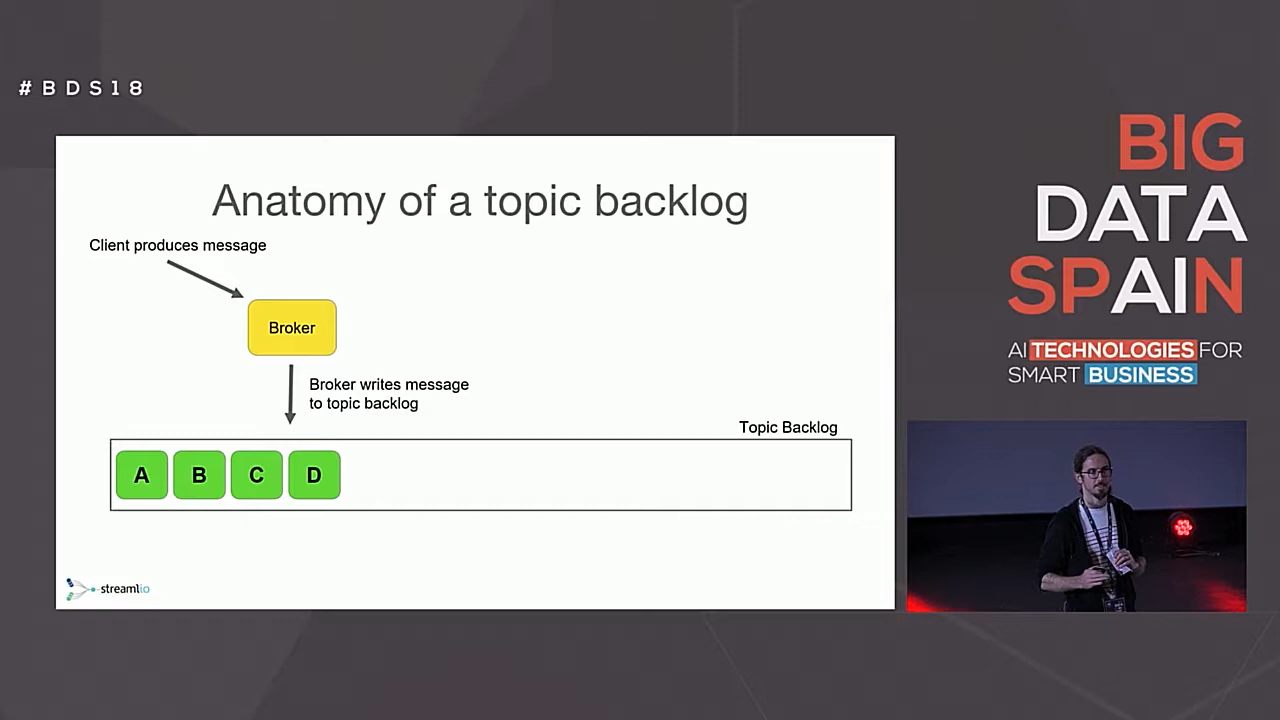 #BDS18
Anatomy of a topic backlog
Client produces message
Broker
Broker writes message
to topic backlog
Topic Backlog
A B C D
streamlio
BIG
DATA
SPAIN
AI TECHNOLOGIES FOR
SMART BUSINESS